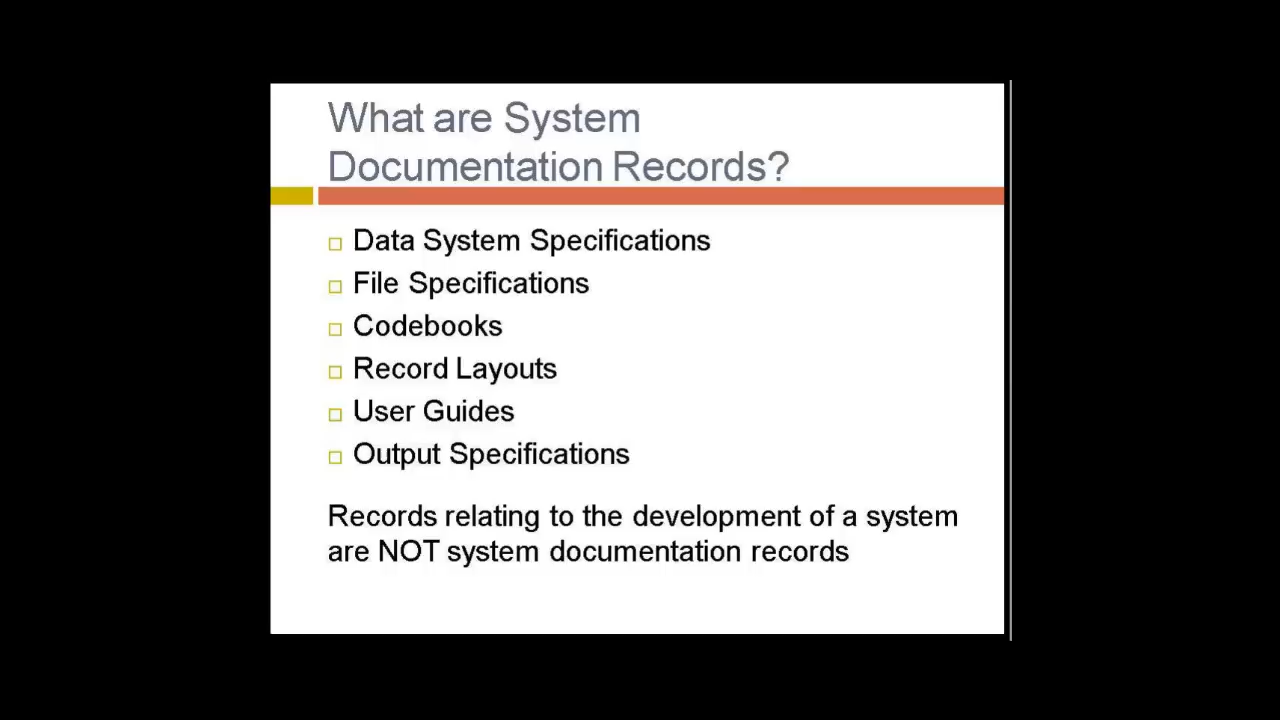 What are System
Documentation Records?
Data System Specifications
File Specifications
Codebooks
Record Layouts
User Guides
Output Specifications
Records relating to the development of a system
are NOT system documentation records